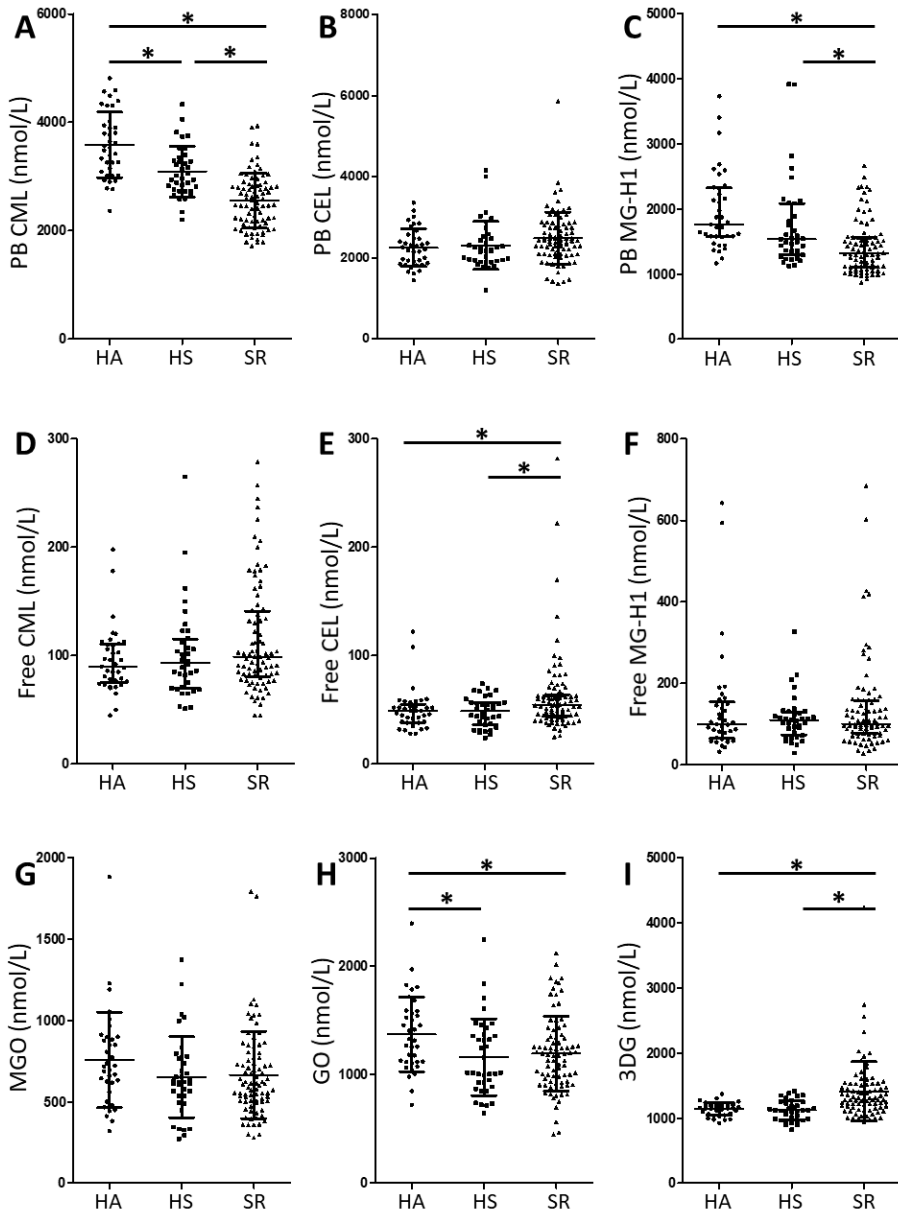 A
PB CML (nmol/L)
6000
4000
2000
0
*
*
*
HA HS SR
B
PB CEL (nmol/L)
8000
6000
4000
2000
0
HA HS SR
C
PB MG-H1 (nmol/L)
5000
4000
3000
2000
1000
0
*
*
HA HS SR
D
Free CML (nmol/L)
300
200
100
0
HA HS SR
E
Free CEL (nmol/L)
300
200
100
0
*
*
HA HS SR
F
Free MG-H1 (nmol/L)
800
600
400
200
0
HA HS SR
G
MGO (nmol/L)
2000
1500
1000
500
0
HA HS SR
H
GO (nmol/L)
3000
2000
1000
0
*
*
HA HS SR
I
3DG (nmol/L)
5000
4000
3000
2000
1000
0
*
*
HA HS SR